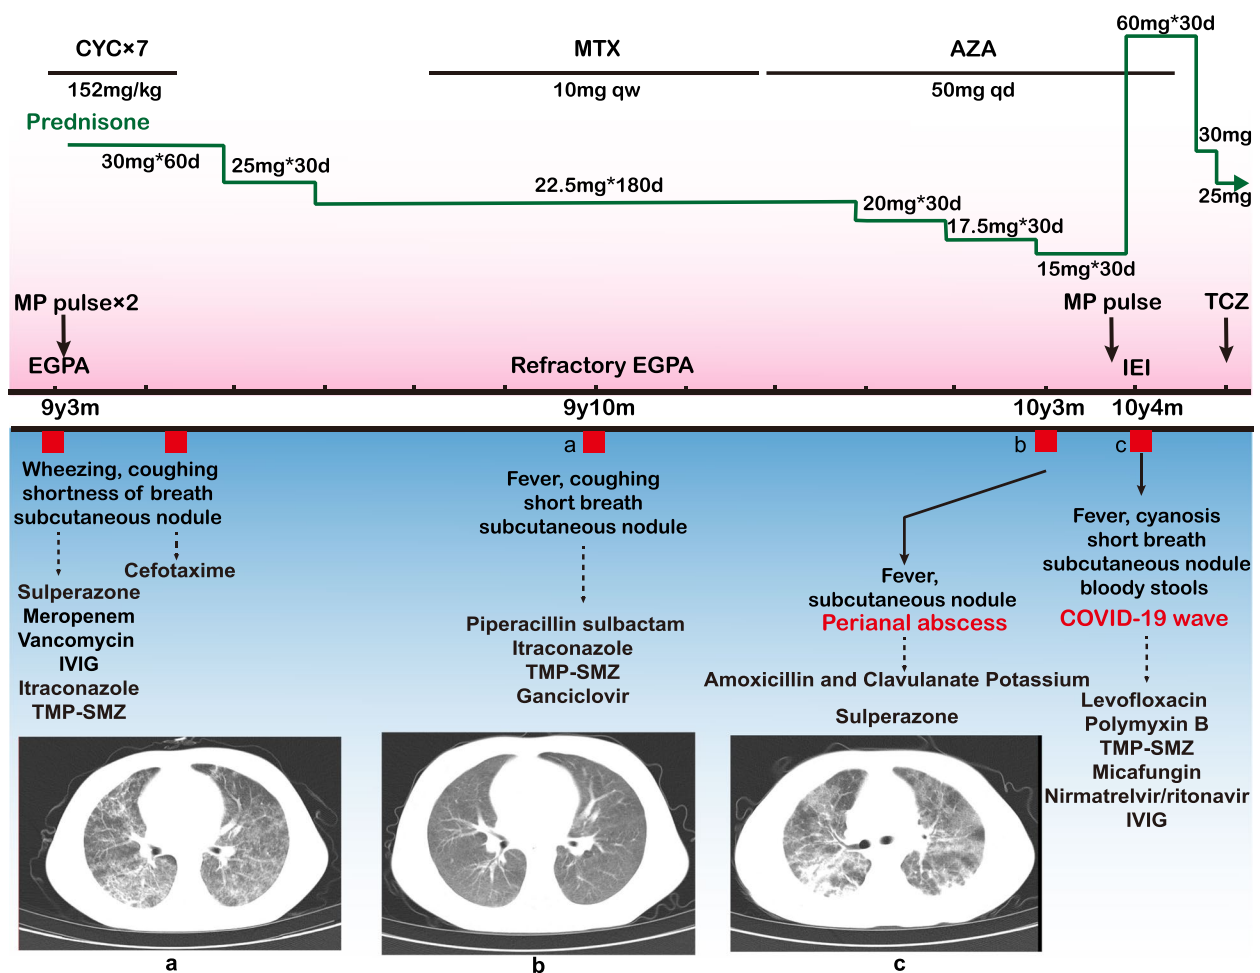 CYC×7
152mg/kg
MTX
10mg qw
AZA
50mg qd
60mg*30d
Prednisone
30mg*60d
25mg*30d
22.5mg*180d
20mg*30d
17.5mg*30d
15mg*30d
30mg
25mg
MP pulse×2
MP pulse
TCZ
EGPA
Refractory EGPA
IEI
9y3m
9y10m
10y3m
10y4m
a
b
c
Wheezing, coughing
shortness of breath
subcutaneous nodule
Cefotaxime
Sulperazone
Meropenem
Vancomycin
IVIG
Itraconazole
TMP-SMZ
Fever, coughing
short breath
subcutaneous nodule
Piperacillin sulbactam
Itraconazole
TMP-SMZ
Ganciclovir
Fever,
subcutaneous nodule
Perianal abscess
Amoxicillin and Clavulanate Potassium
Sulperazone
Fever, cyanosis
short breath
subcutaneous nodule
bloody stools
COVID-19 wave
Levofloxacin
Polymyxin B
TMP-SMZ
Micafungin
Nirmatrelvir/ritonavir
IVIG
a
b
c